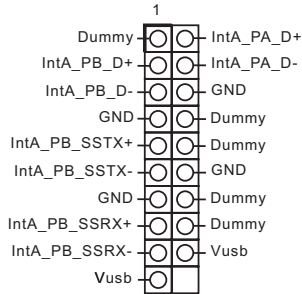 1
Dummy IntA_PA_D+
IntA_PB_D+ IntA_PA_D-
IntA_PB_D- GND
GND Dummy
IntA_PB_SSTX+ Dummy
IntA_PB_SSTX- GND
GND Dummy
IntA_PB_SSRX+ Dummy
IntA_PB_SSRX- Vusb
Vusb